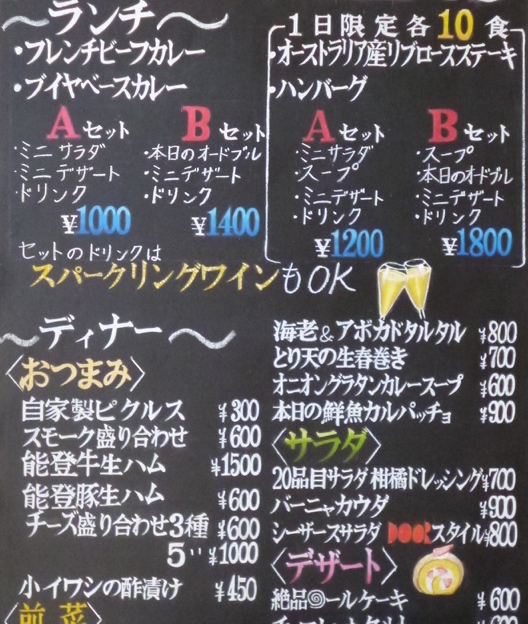 ～ランチ～
・フレンチビーフカレー
・ブイヤベースカレー
Aセット
・ミニサラダ
・ミニデザート
・ドリンク
¥1000
Bセット
・本日のオードブル
・ミニデザート
・ドリンク
¥1400
1日限定各10食
・オーストラリア産リブロースステーキ
・ハンバーグ
Aセット
・ミニサラダ
・スープ
・ミニデザート
・ドリンク
¥1200
Bセット
・スープ
・本日のオードブル
・ミニデザート
・ドリンク
¥1800
セットのドリンクは
スパークリングワインもOK
～ディナー～
〈おつまみ〉
自家製ピクルス ¥300
スモーク盛り合わせ ¥600
能登牛生ハム ¥1500
能登豚生ハム ¥600
チーズ盛り合わせ3種 ¥600
5〃 ¥1000
小イワシの酢漬け ¥450
〈前菜〉
海老&アボカドタルタル ¥800
とり天の生春巻き ¥700
オニオングラタンカレースープ ¥600
本日の鮮魚カルパッチョ ¥900
〈サラダ〉
20品目サラダ 柑橘ドレッシング ¥700
バーニャカウダ ¥900
シーザースサラダ DOORスタイル ¥800
〈デザート〉
絶品ロールケーキ ¥600